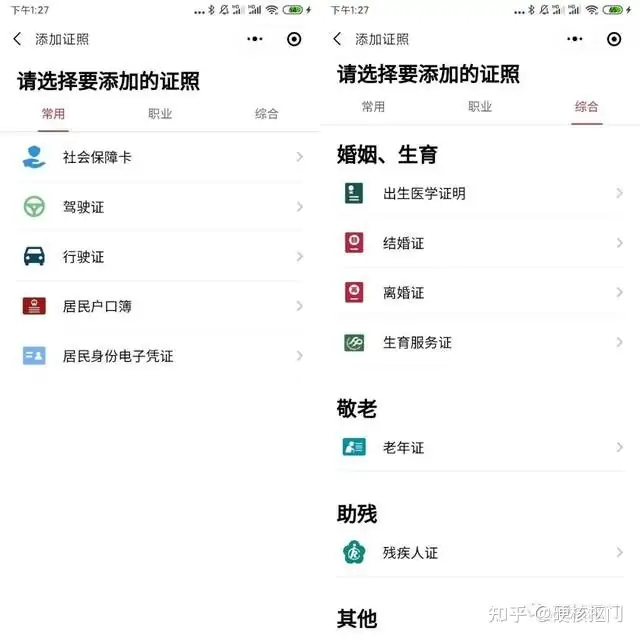 下午1:27
添加证照
请选择要添加的证照
常用
职业
综合
社会保障卡
驾驶证
行驶证
居民户口簿
居民身份电子凭证
下午1:27
添加证照
请选择要添加的证照
常用
职业
综合
婚姻、生育
出生医学证明
结婚证
离婚证
生育服务证
敬老
老年证
助残
残疾人证
其他
知乎 @硬核抠门